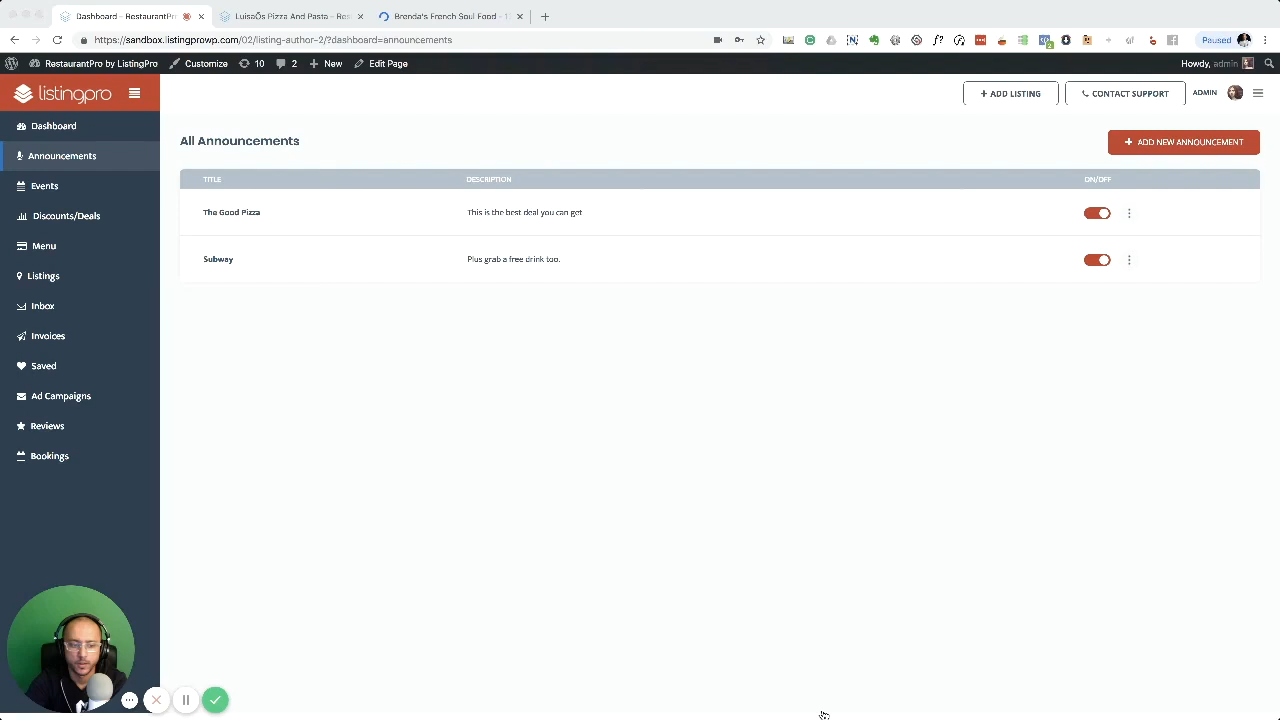 Dashboard - RestaurantPro
LuisaÕs Pizza And Pasta - Res
Brenda's French Soul Food - T
https://sandbox.listingprowp.com/02/listing-author-2/?dashboard=announcements
Paused
RestaurantPro by ListingPro
Customize
10
2
New
Edit Page
Howdy, admin
listingpro
ADD LISTING
CONTACT SUPPORT
ADMIN
Dashboard
Announcements
Events
Discounts/Deals
Menu
Listings
Inbox
Invoices
Saved
Ad Campaigns
Reviews
Bookings
All Announcements
ADD NEW ANNOUNCEMENT
TITLE DESCRIPTION ON/OFF
The Good Pizza This is the best deal you can get
Subway Plus grab a free drink too.